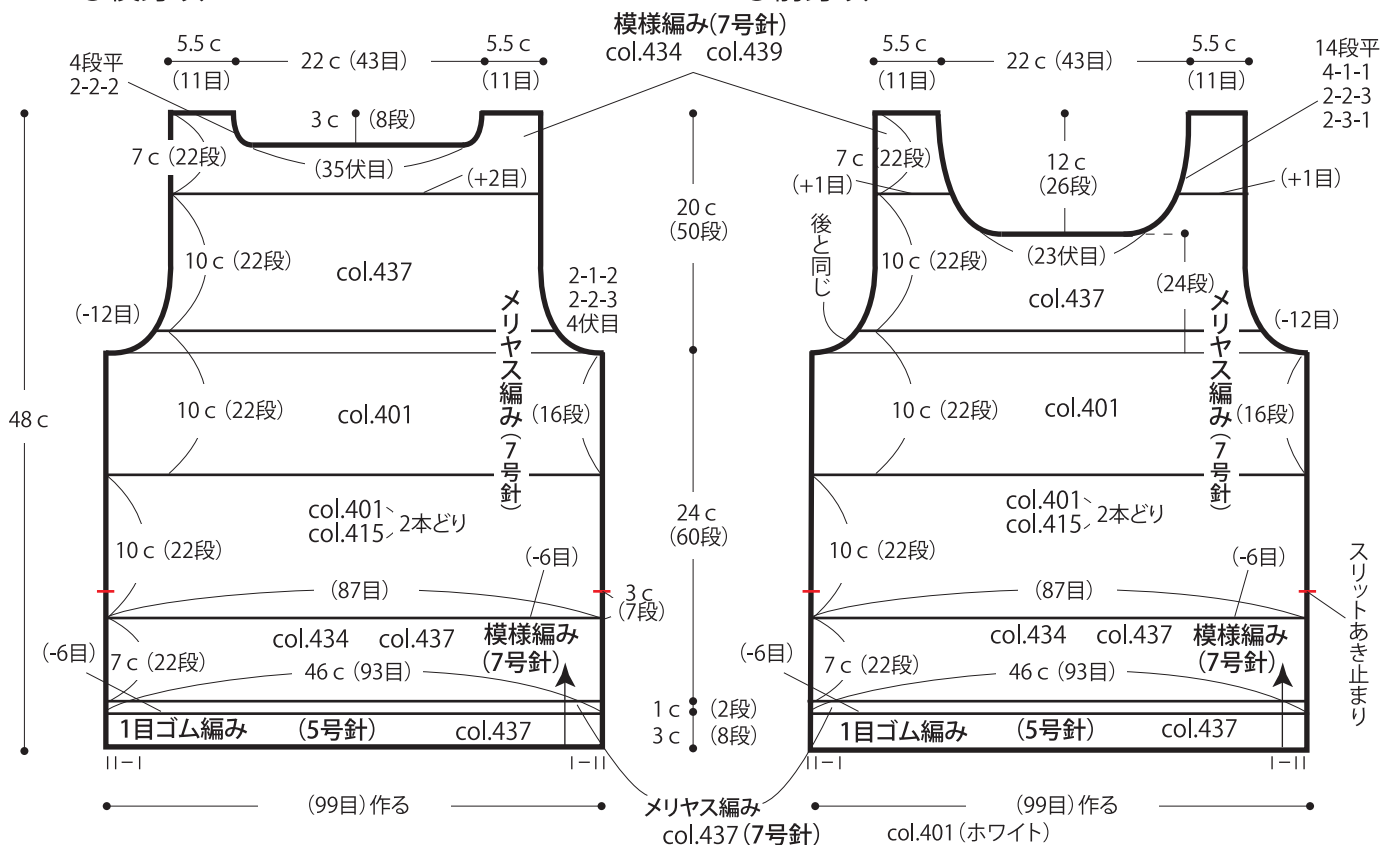 模様編み(7号針)
col.434 col.439
5.5 c
(11目)
22 c (43目)
5.5 c
(11目)
4段平
2-2-2
3 c (8段)
7 c (22段)
(35伏目)
(+2目)
10 c (22段)
col.437
(-12目)
2-1-2
2-2-3
4伏目
メリヤス編み(7号針)
10 c (22段)
col.401
(16段)
48 c
col.401
col.415
2本どり
10 c (22段)
(-6目)
(87目)
3 c
(7段)
col.434 col.437
模様編み
(7号針)
(-6目)
7 c (22段)
46 c (93目)
1目ゴム編み (5号針) col.437
(99目)作る
20 c
(50段)
24 c
(60段)
1 c (2段)
3 c (8段)
メリヤス編み
col.437 (7号針)
5.5 c
(11目)
22 c (43目)
5.5 c
(11目)
14段平
4-1-1
2-2-3
2-3-1
7 c (22段)
12 c
(26段)
(+1目)
(+1目)
後と同じ
10 c (22段)
(23伏目)
(24段)
col.437
メリヤス編み(7号針)
(-12目)
10 c (22段)
col.401
(16段)
col.401
col.415
2本どり
10 c (22段)
(-6目)
(87目)
スリットあき止まり
col.434 col.437
模様編み
(7号針)
(-6目)
7 c (22段)
46 c (93目)
1目ゴム編み (5号針) col.437
(99目)作る
col.401(ホワイト)